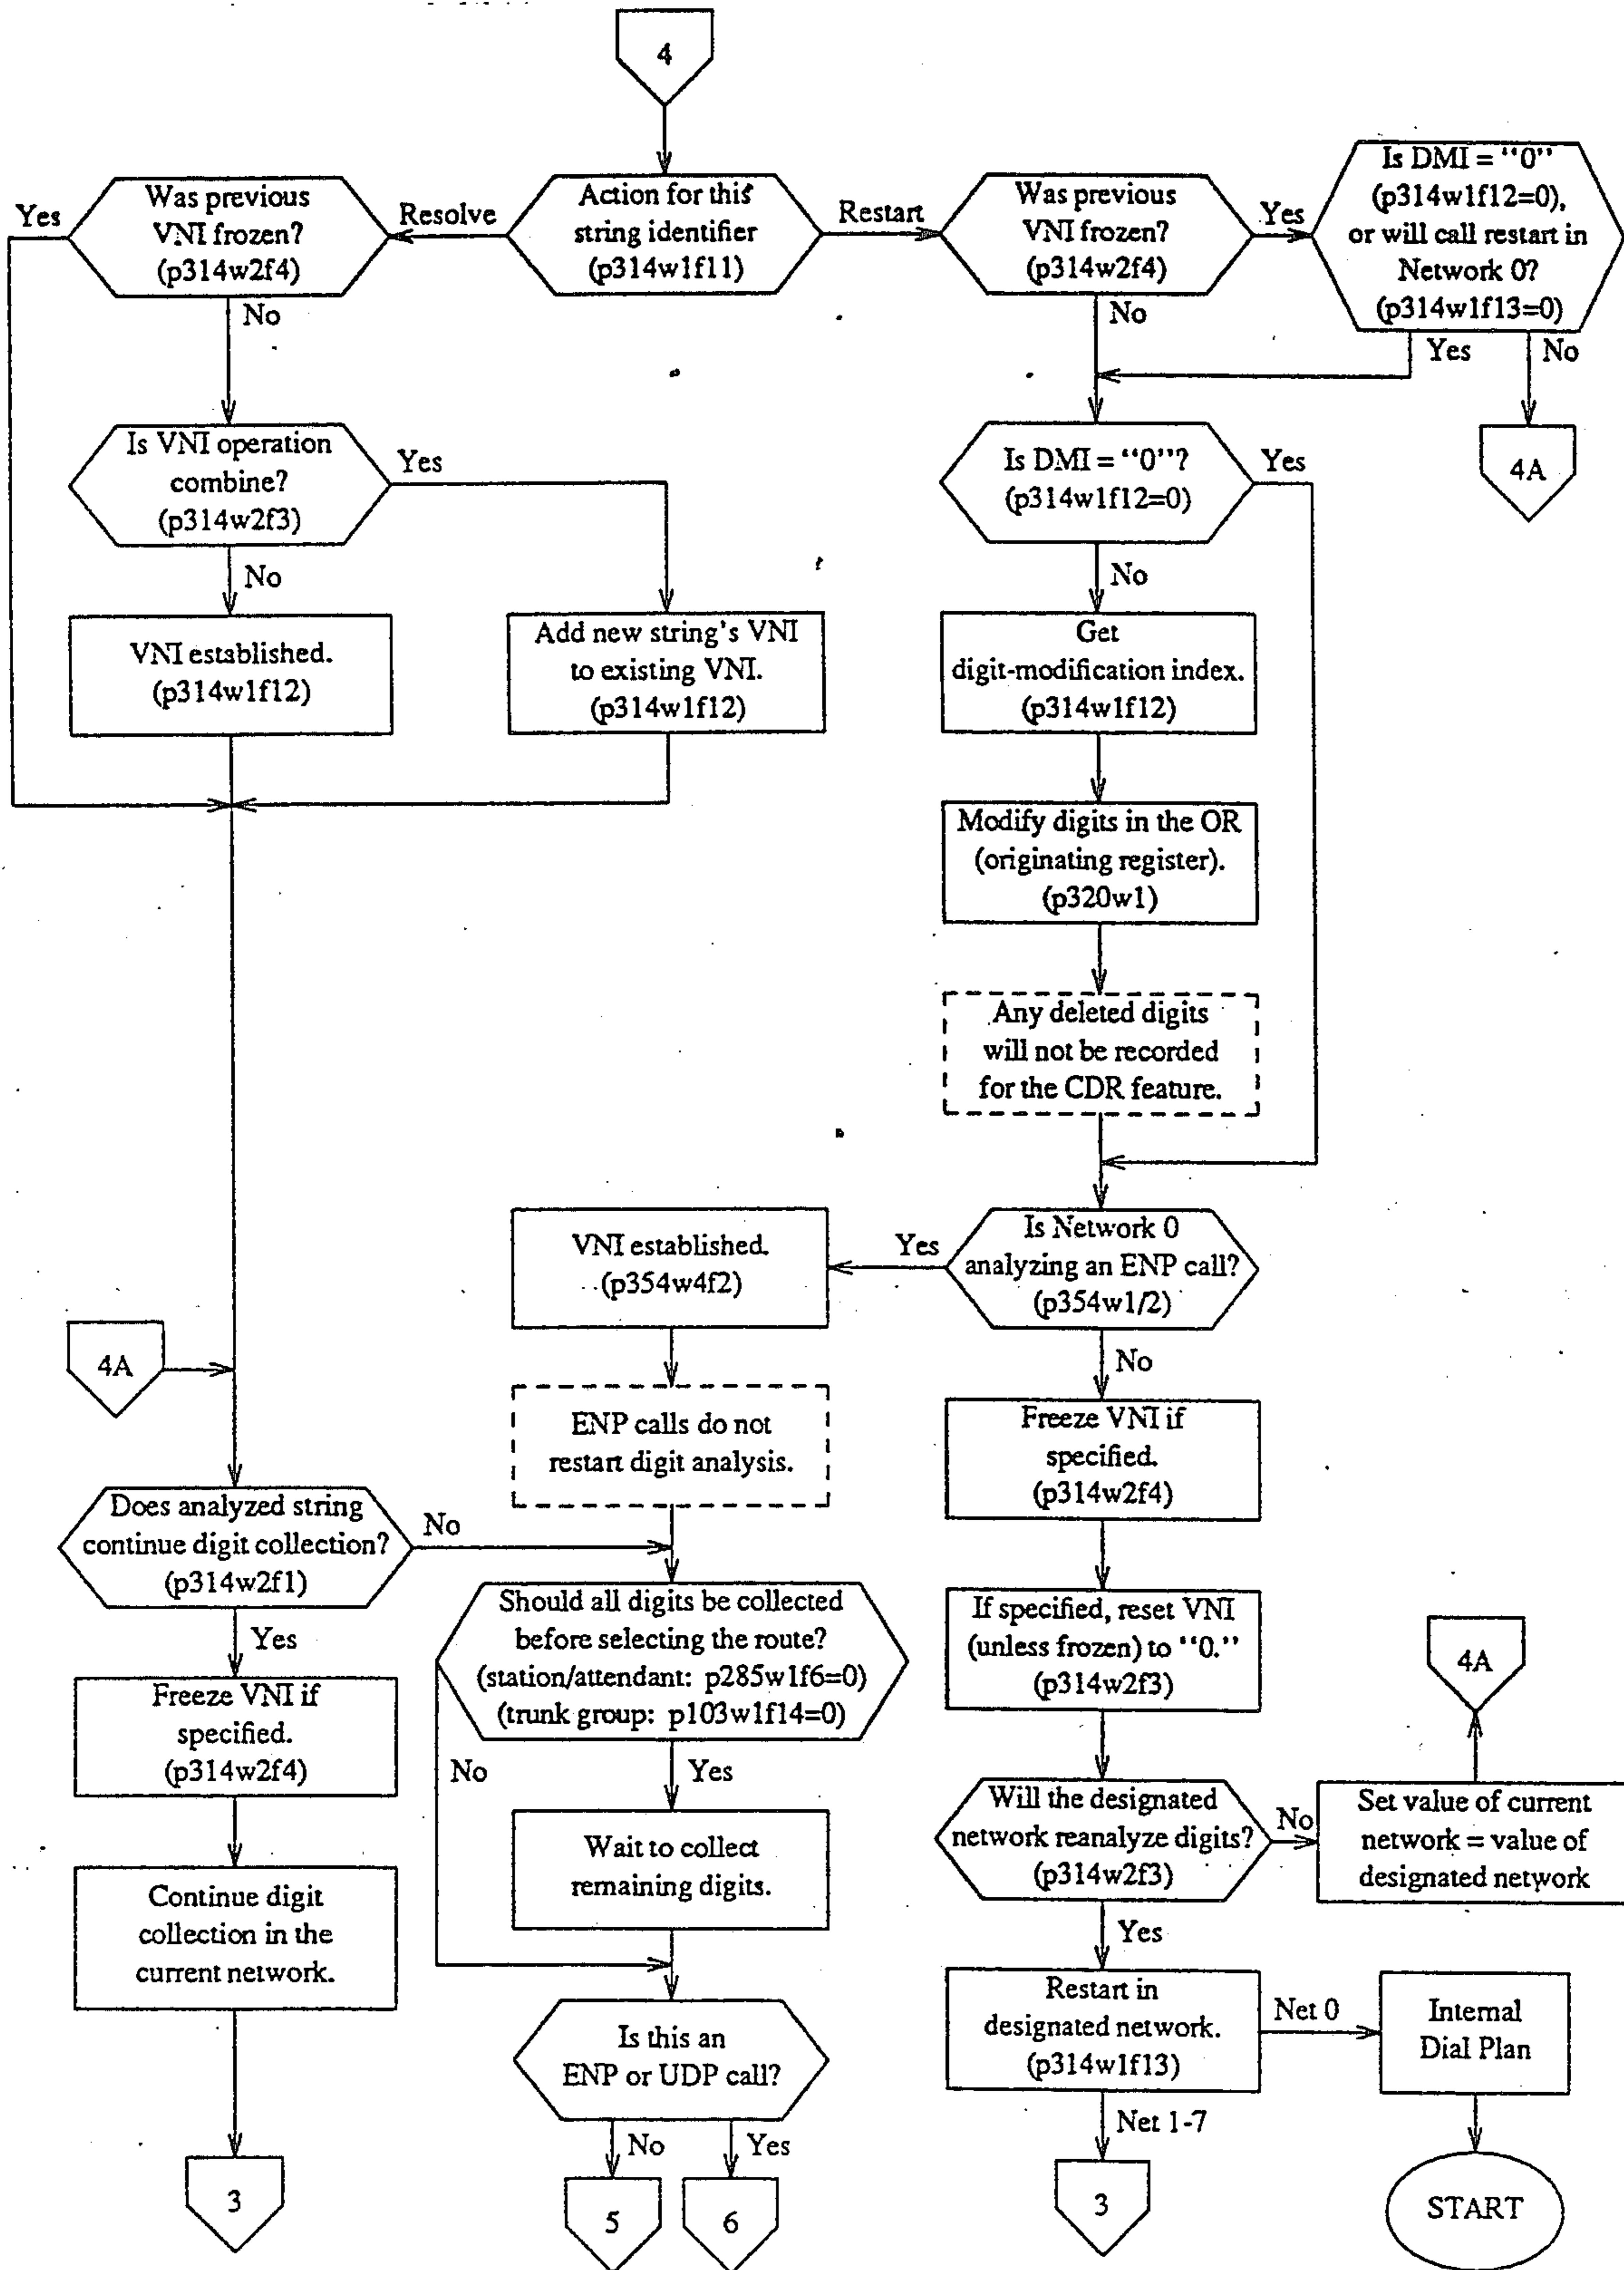 4
Was previous
VNI frozen?
(p314w2f4)
Yes
No
Resolve
Action for this
string identifier
(p314w1f11)
Restart
Was previous
VNI frozen?
(p314w2f4)
Yes
No
Is DMI = “0”
(p314w1f12=0),
or will call restart in
Network 0?
(p314w1f13=0)
Yes
No
4A
Is VNI operation
combine?
(p314w2f3)
Yes
No
VNI established.
(p314w1f12)
Add new string's VNI
to existing VNI.
(p314w1f12)
Is DMI = “0”?
(p314w1f12=0)
Yes
No
Get
digit-modification index.
(p314w1f12)
Modify digits in the OR
(originating register).
(p320w1)
Any deleted digits
will not be recorded
for the CDR feature.
Is Network 0
analyzing an ENP call?
(p354w1/2)
Yes
No
VNI established.
(p354w4f2)
ENP calls do not
restart digit analysis.
4A
Does analyzed string
continue digit collection?
(p314w2f1)
No
Yes
Freeze VNI if
specified.
(p314w2f4)
Continue digit
collection in the
current network.
3
Should all digits be collected
before selecting the route?
(station/attendant: p285w1f6=0)
(trunk group: p103w1f14=0)
No
Yes
Wait to collect
remaining digits.
Is this an
ENP or UDP call?
No
Yes
5
6
Freeze VNI if
specified.
(p314w2f4)
If specified, reset VNI
(unless frozen) to “0.”
(p314w2f3)
Will the designated
network reanalyze digits?
(p314w2f3)
No
Yes
4A
Set value of current
network = value of
designated network
Restart in
designated network.
(p314w1f13)
Net 0
Internal
Dial Plan
Net 1-7
3
START